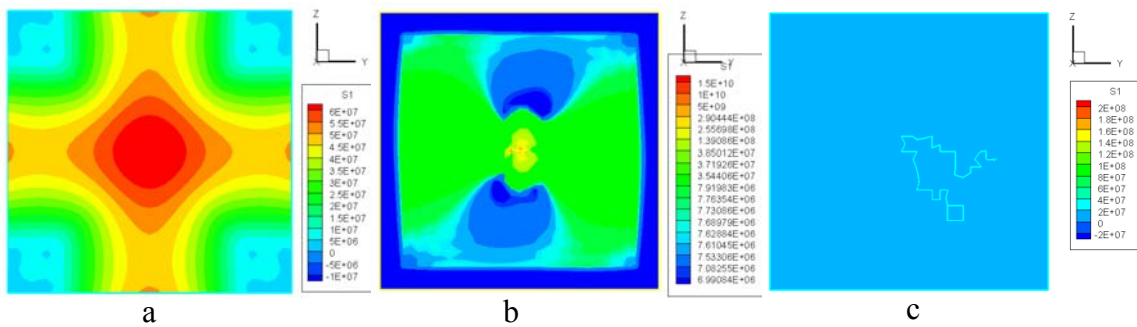 Z
X
Y
S1
6E+07
5.5E+07
5E+07
4.5E+07
4E+07
3.5E+07
3E+07
2.5E+07
2E+07
1.5E+07
1E+07
5E+06
0
-5E+06
-1E+07
a
Z
X
Y
S1
1.5E+10
1E+10
5E+09
2.90444E+08
2.55698E+08
1.39086E+08
3.85012E+07
3.71926E+07
3.54406E+07
7.91983E+06
7.76354E+06
7.73086E+06
7.68979E+06
7.62884E+06
7.61045E+06
7.53306E+06
7.08255E+06
6.99084E+06
b
Z
X
Y
S1
2E+08
1.8E+08
1.6E+08
1.4E+08
1.2E+08
1E+08
8E+07
6E+07
4E+07
2E+07
0
-2E+07
c